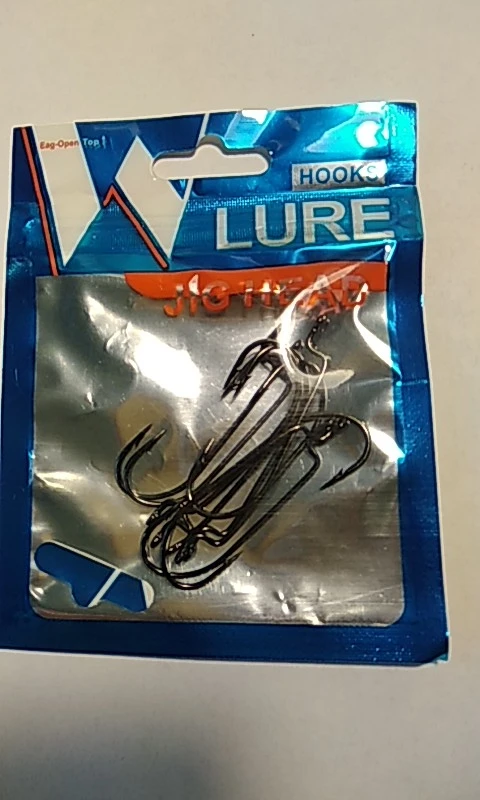 Eag-Open Top!
HOOKS
LURE
JIG HEAD